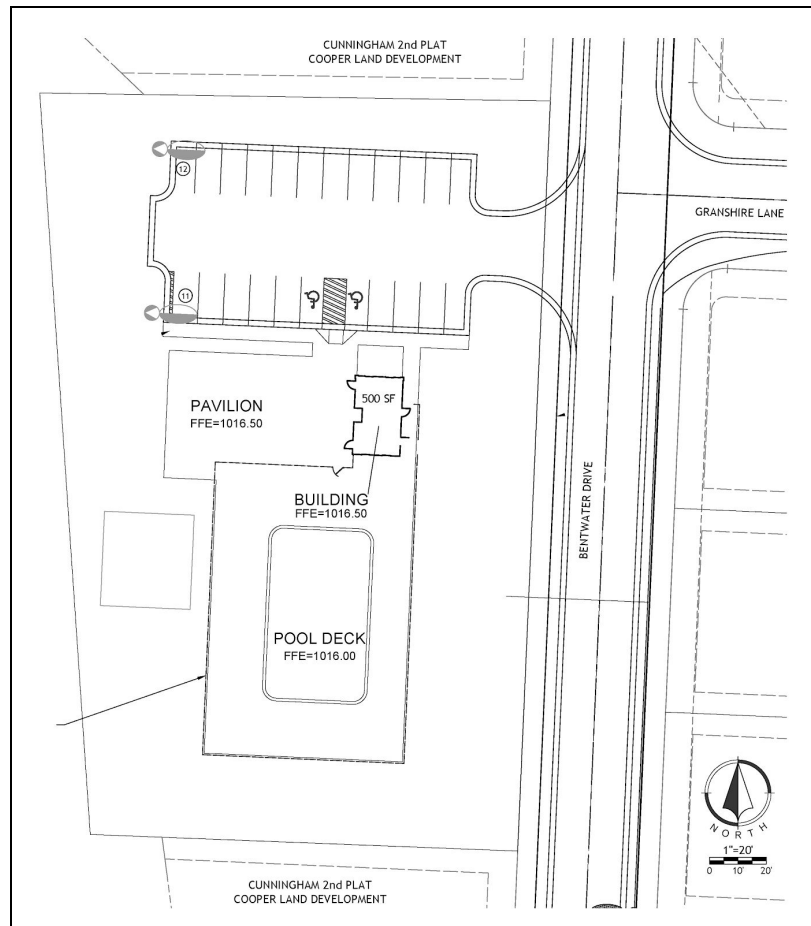 CUNNINGHAM 2nd PLAT
COOPER LAND DEVELOPMENT
12
GRANSHIRE LANE
11
PAVILION
FFE=1016.50
500 SF
BUILDING
FFE=1016.50
BENTWATER DRIVE
POOL DECK
FFE=1016.00
NORTH
1"=20'
0 10' 20'
CUNNINGHAM 2nd PLAT
COOPER LAND DEVELOPMENT